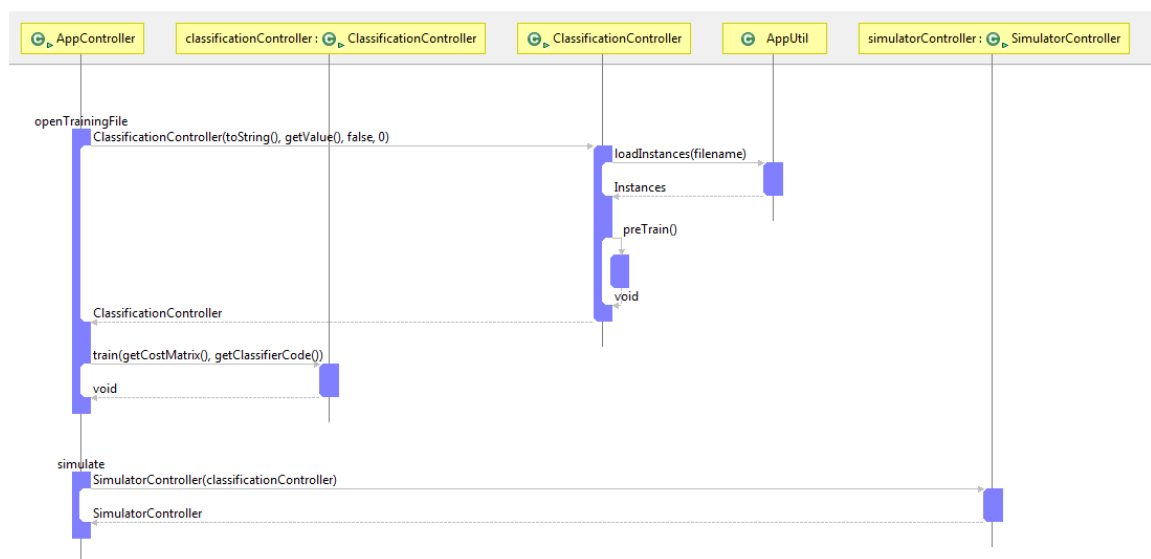 AppController
classificationController : ClassificationController
ClassificationController
AppUtil
simulatorController : SimulatorController
openTrainingFile
ClassificationController(toString(), getValue(), false, 0)
loadInstances(filename)
Instances
preTrain()
void
ClassificationController
train(getCostMatrix(), getClassifierCode())
void
simulate
SimulatorController(classificationController)
SimulatorController